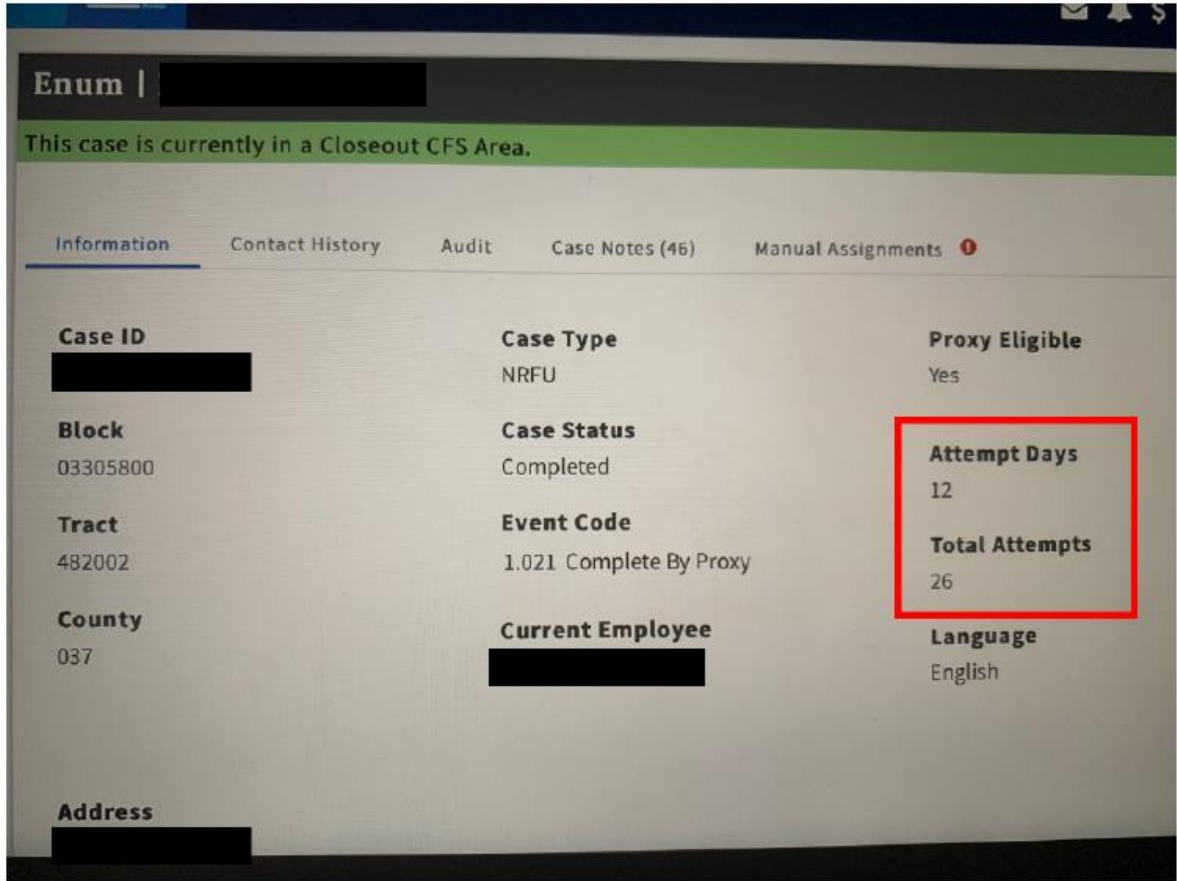 $
Enum |
This case is currently in a Closeout CFS Area.
Information Contact History Audit Case Notes (46) Manual Assignments
Case ID
Case Type
NRFU
Proxy Eligible
Yes
Block
03305800
Case Status
Completed
Attempt Days
12
Tract
482002
Event Code
1.021 Complete By Proxy
Total Attempts
26
County
037
Current Employee
Language
English
Address